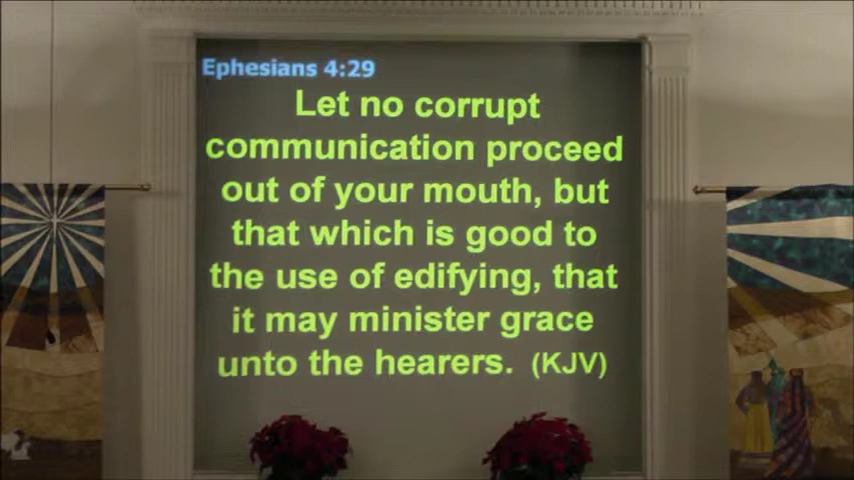 Ephesians 4:29
Let no corrupt
communication proceed
out of your mouth, but
that which is good to
the use of edifying, that
it may minister grace
unto the hearers. (KJV)